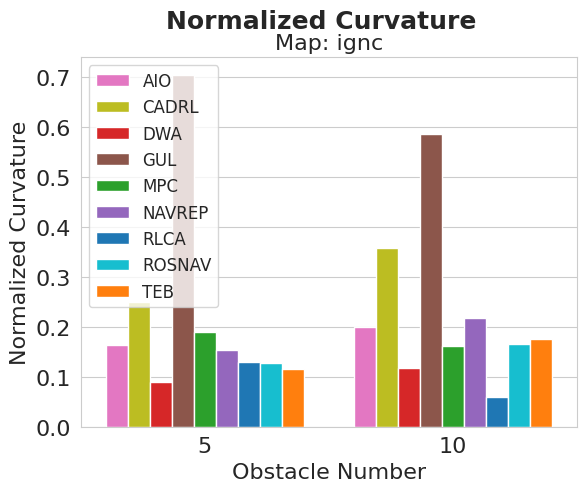 Normalized Curvature
Map: ignc
Normalized Curvature
0.7
0.6
0.5
0.4
0.3
0.2
0.1
0.0
AIO
CADRL
DWA
GUL
MPC
NAVREP
RLCA
ROSNAV
TEB
5
10
Obstacle Number